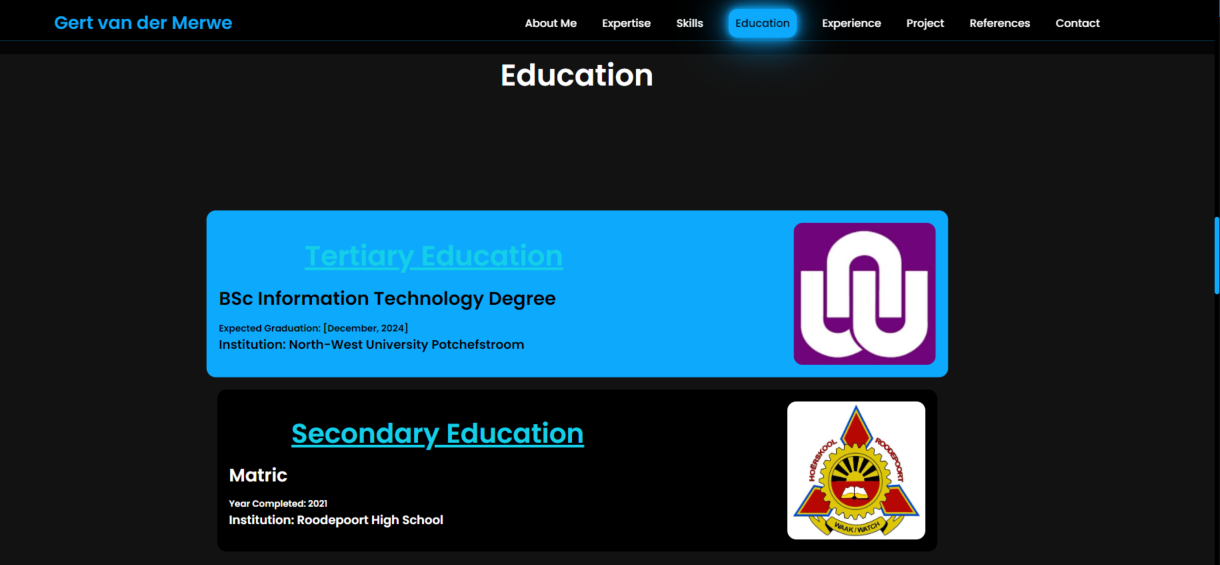 Gert van der Merwe
About Me Expertise Skills Education Experience Project References Contact
Education
Tertiary Education
BSc Information Technology Degree
Expected Graduation: [December, 2024]
Institution: North-West University Potchefstroom
Secondary Education
Matric
Year Completed: 2021
Institution: Roodepoort High School
HOËRSKOOL ROODEPOORT
WAAK/WATCH